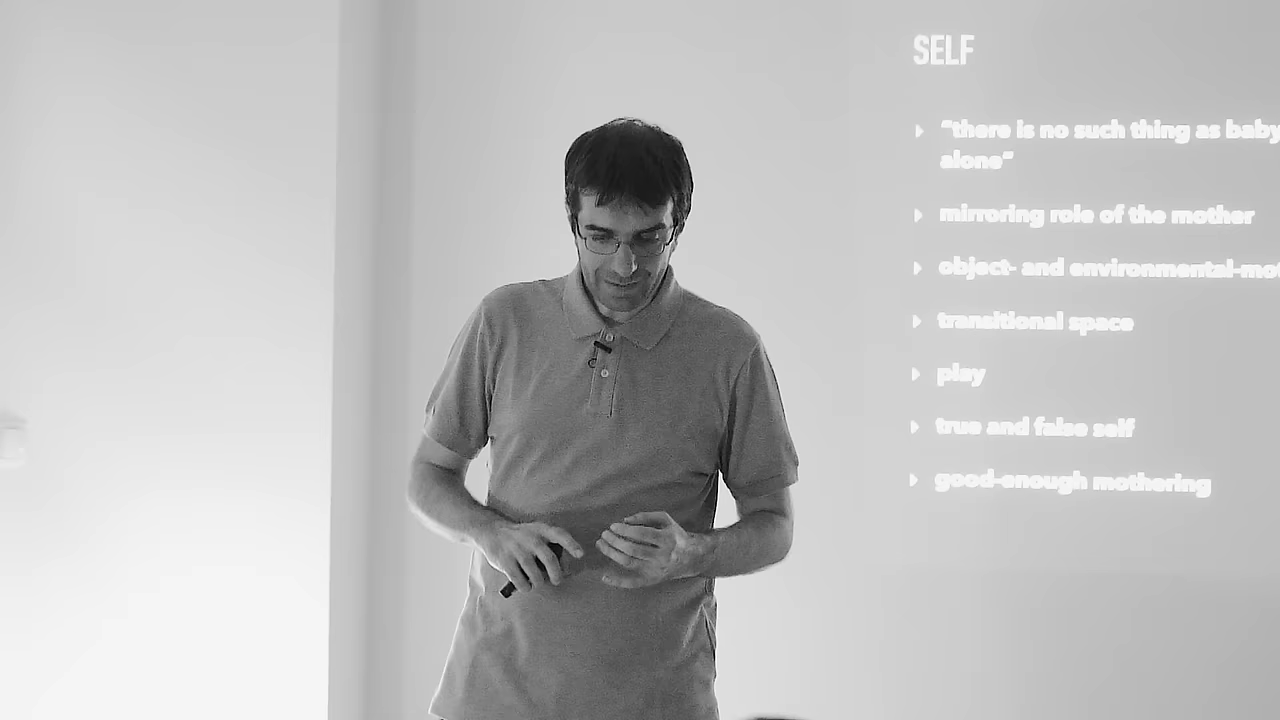 SELF
"there is no such thing as baby
alone"
mirroring role of the mother
object- and environmental-mot
transitional space
play
true and false self
good-enough mothering